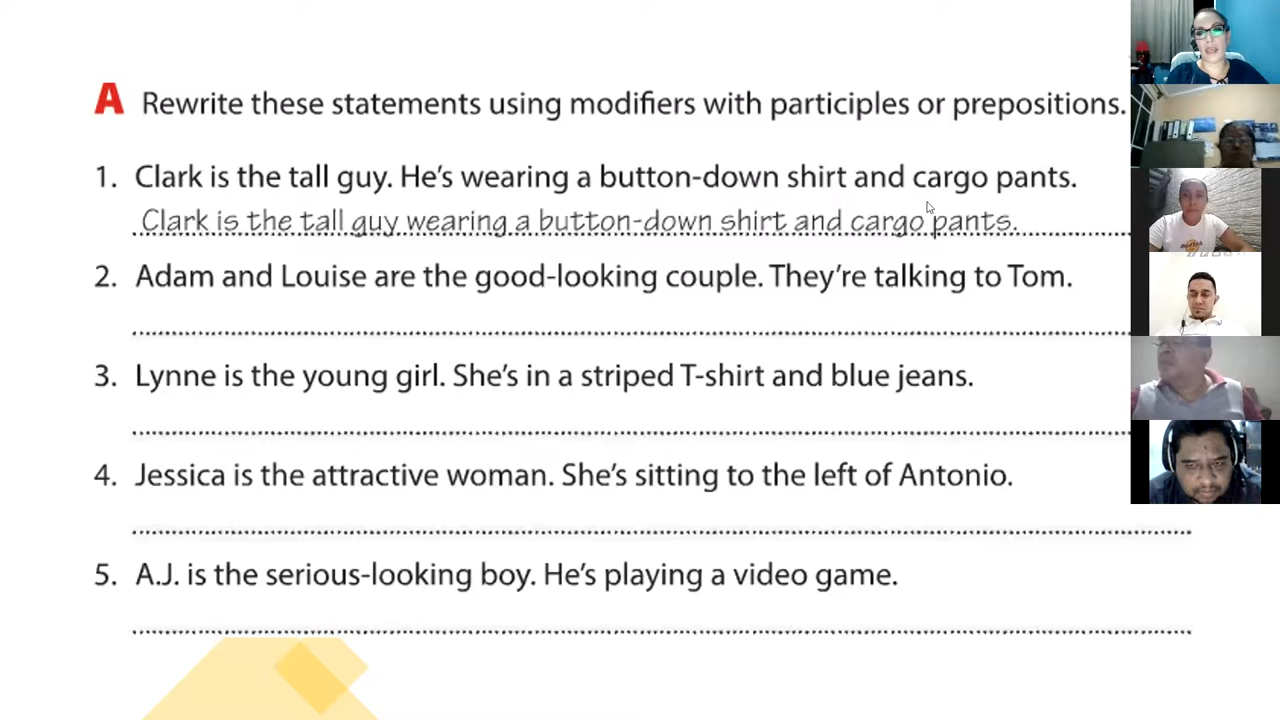 A Rewrite these statements using modifiers with participles or prepositions.
1. Clark is the tall guy. He's wearing a button-down shirt and cargo pants.
Clark is the tall guy wearing a button-down shirt and cargo pants.
2. Adam and Louise are the good-looking couple. They're talking to Tom.
3. Lynne is the young girl. She's in a striped T-shirt and blue jeans.
4. Jessica is the attractive woman. She's sitting to the left of Antonio.
5. A.J. is the serious-looking boy. He's playing a video game.